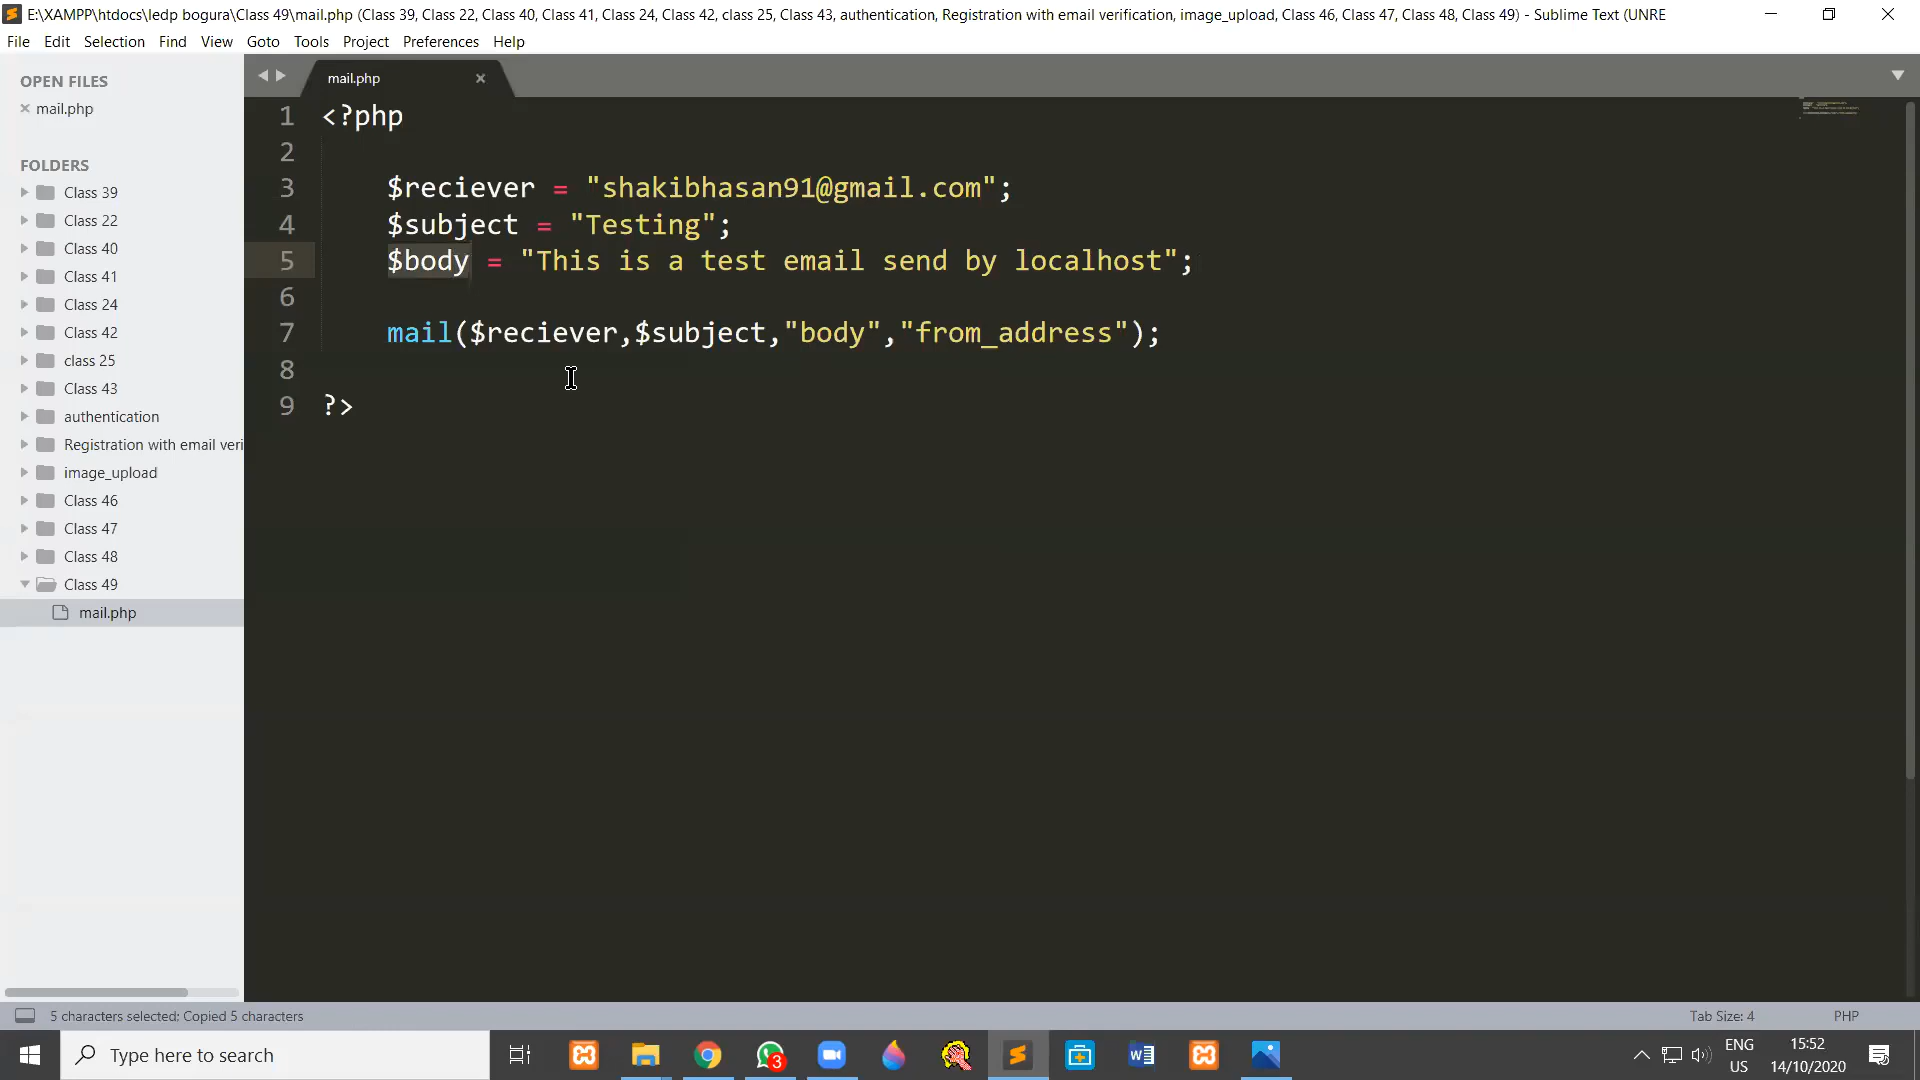 E:\XAMPP\htdocs\ledp bogura\Class 49\mail.php (Class 39, Class 22, Class 40, Class 41, Class 24, Class 42, class 25, Class 43, authentication, Registration with email verification, image_upload, Class 46, Class 47, Class 48, Class 49) - Sublime Text (UNRE
File Edit Selection Find View Goto Tools Project Preferences Help
OPEN FILES
mail.php
FOLDERS
Class 39
Class 22
Class 40
Class 41
Class 24
Class 42
class 25
Class 43
authentication
Registration with email veri
image_upload
Class 46
Class 47
Class 48
Class 49
mail.php
mail.php
1 <?php
2
3 $reciever = "shakibhasan91@gmail.com";
4 $subject = "Testing";
5 $body = "This is a test email send by localhost";
6
7 mail($reciever,$subject,"body","from_address");
8
9 ?>
5 characters selected: Copied 5 characters
Tab Size: 4 PHP
Type here to search
3
ENG
US
15:52
14/10/2020